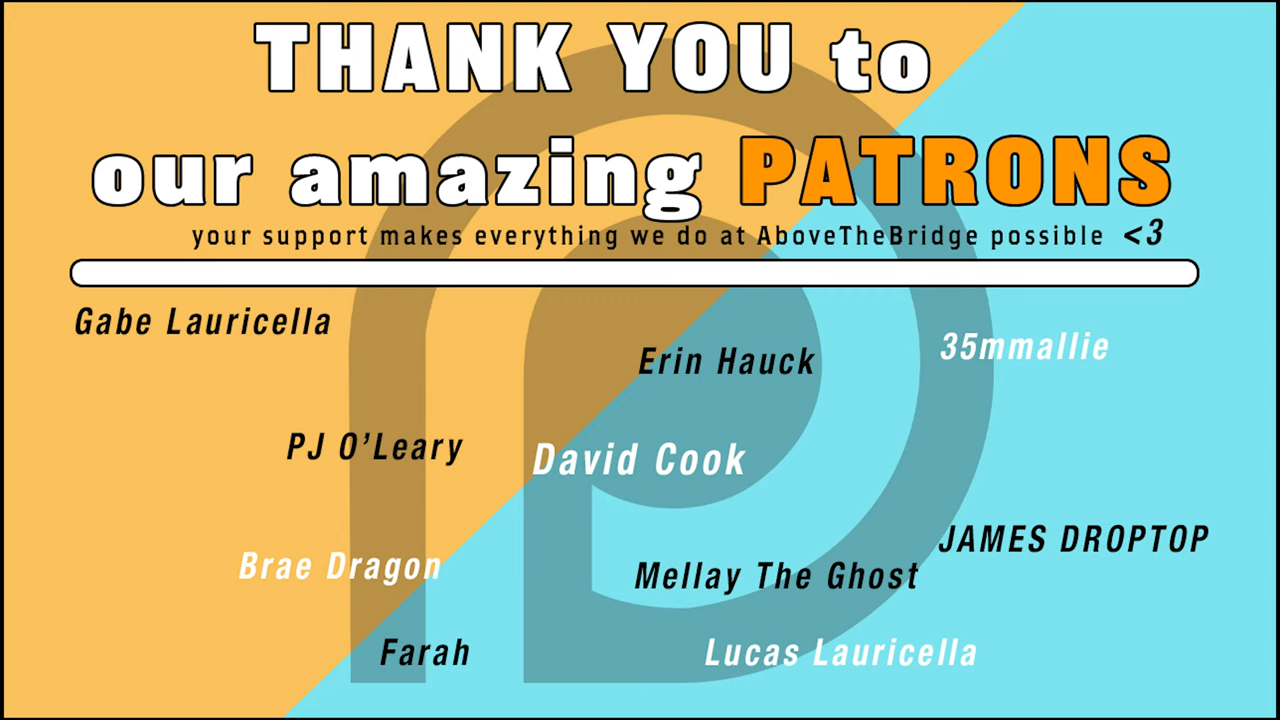 THANK YOU to
our amazing PATRONS
your support makes everything we do at AboveTheBridge possible <3
Gabe Lauricella
35mmallie
Erin Hauck
PJ O’Leary
David Cook
JAMES DROPTOP
Brae Dragon
Mellay The Ghost
Farah
Lucas Lauricella